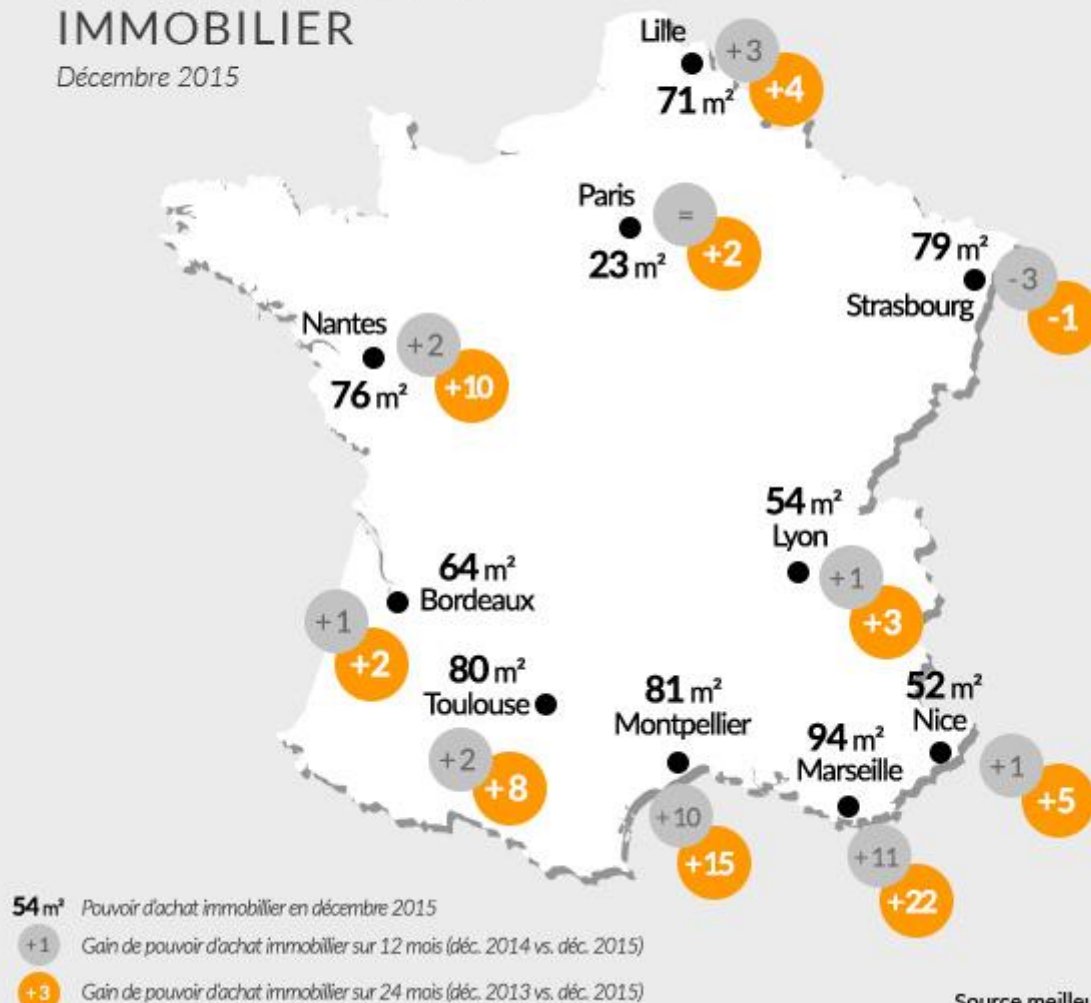 IMMOBILIER
Décembre 2015
Lille
+3
71 m²
+4
Paris
=
23 m²
+2
79 m²
Strasbourg
-3
-1
Nantes
+2
76 m²
+10
54 m²
Lyon
+1
+3
64 m²
Bordeaux
+1
+2
80 m²
Toulouse
+2
+8
81 m²
Montpellier
+10
+15
94 m²
Marseille
+11
+22
52 m²
Nice
+1
+5
54 m² Pouvoir d'achat immobilier en décembre 2015
+1 Gain de pouvoir d'achat immobilier sur 12 mois (déc. 2014 vs. déc. 2015)
+3 Gain de pouvoir d'achat immobilier sur 24 mois (déc. 2013 vs. déc. 2015)
Source meille